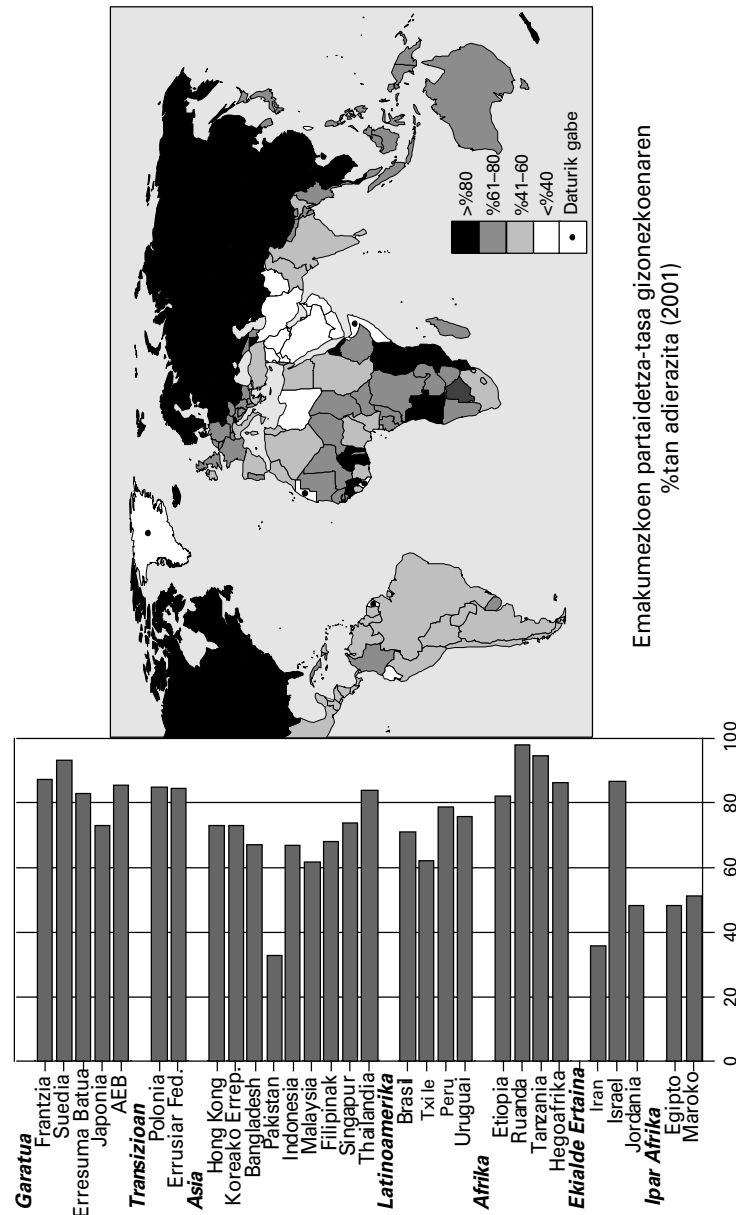 Garatua
Frantzia
Suedia
Erresuma Batua
Japonia
AEB
Transizioan
Polonia
Errusiar Fed.
Asia
Hong Kong
Koreako Errep.
Bangladesh
Pakistan
Indonesia
Malaysia
Filipinak
Singapur
Thailandia
Latinoamerika
Brasil
Txile
Peru
Uruguai
Afrika
Etiopia
Ruanda
Tanzania
Hegoafrika
Ekialde Ertaina
Iran
Israel
Jordania
Ipar Afrika
Egipto
Maroko
0
20
40
60
80
100
>%80
%61–80
%41–60
<%40
Daturik gabe
Emakumezkoen partaidetza-tasa gizonezkoenaren
%tan adierazita (2001)